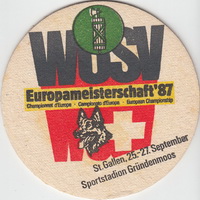 WUSV
Europameisterschaft '87
Championnat d'Europe · Campionato d'Europa · European Championship
St. Gallen, 25.-27. September
Sportstadion Gründenmoos